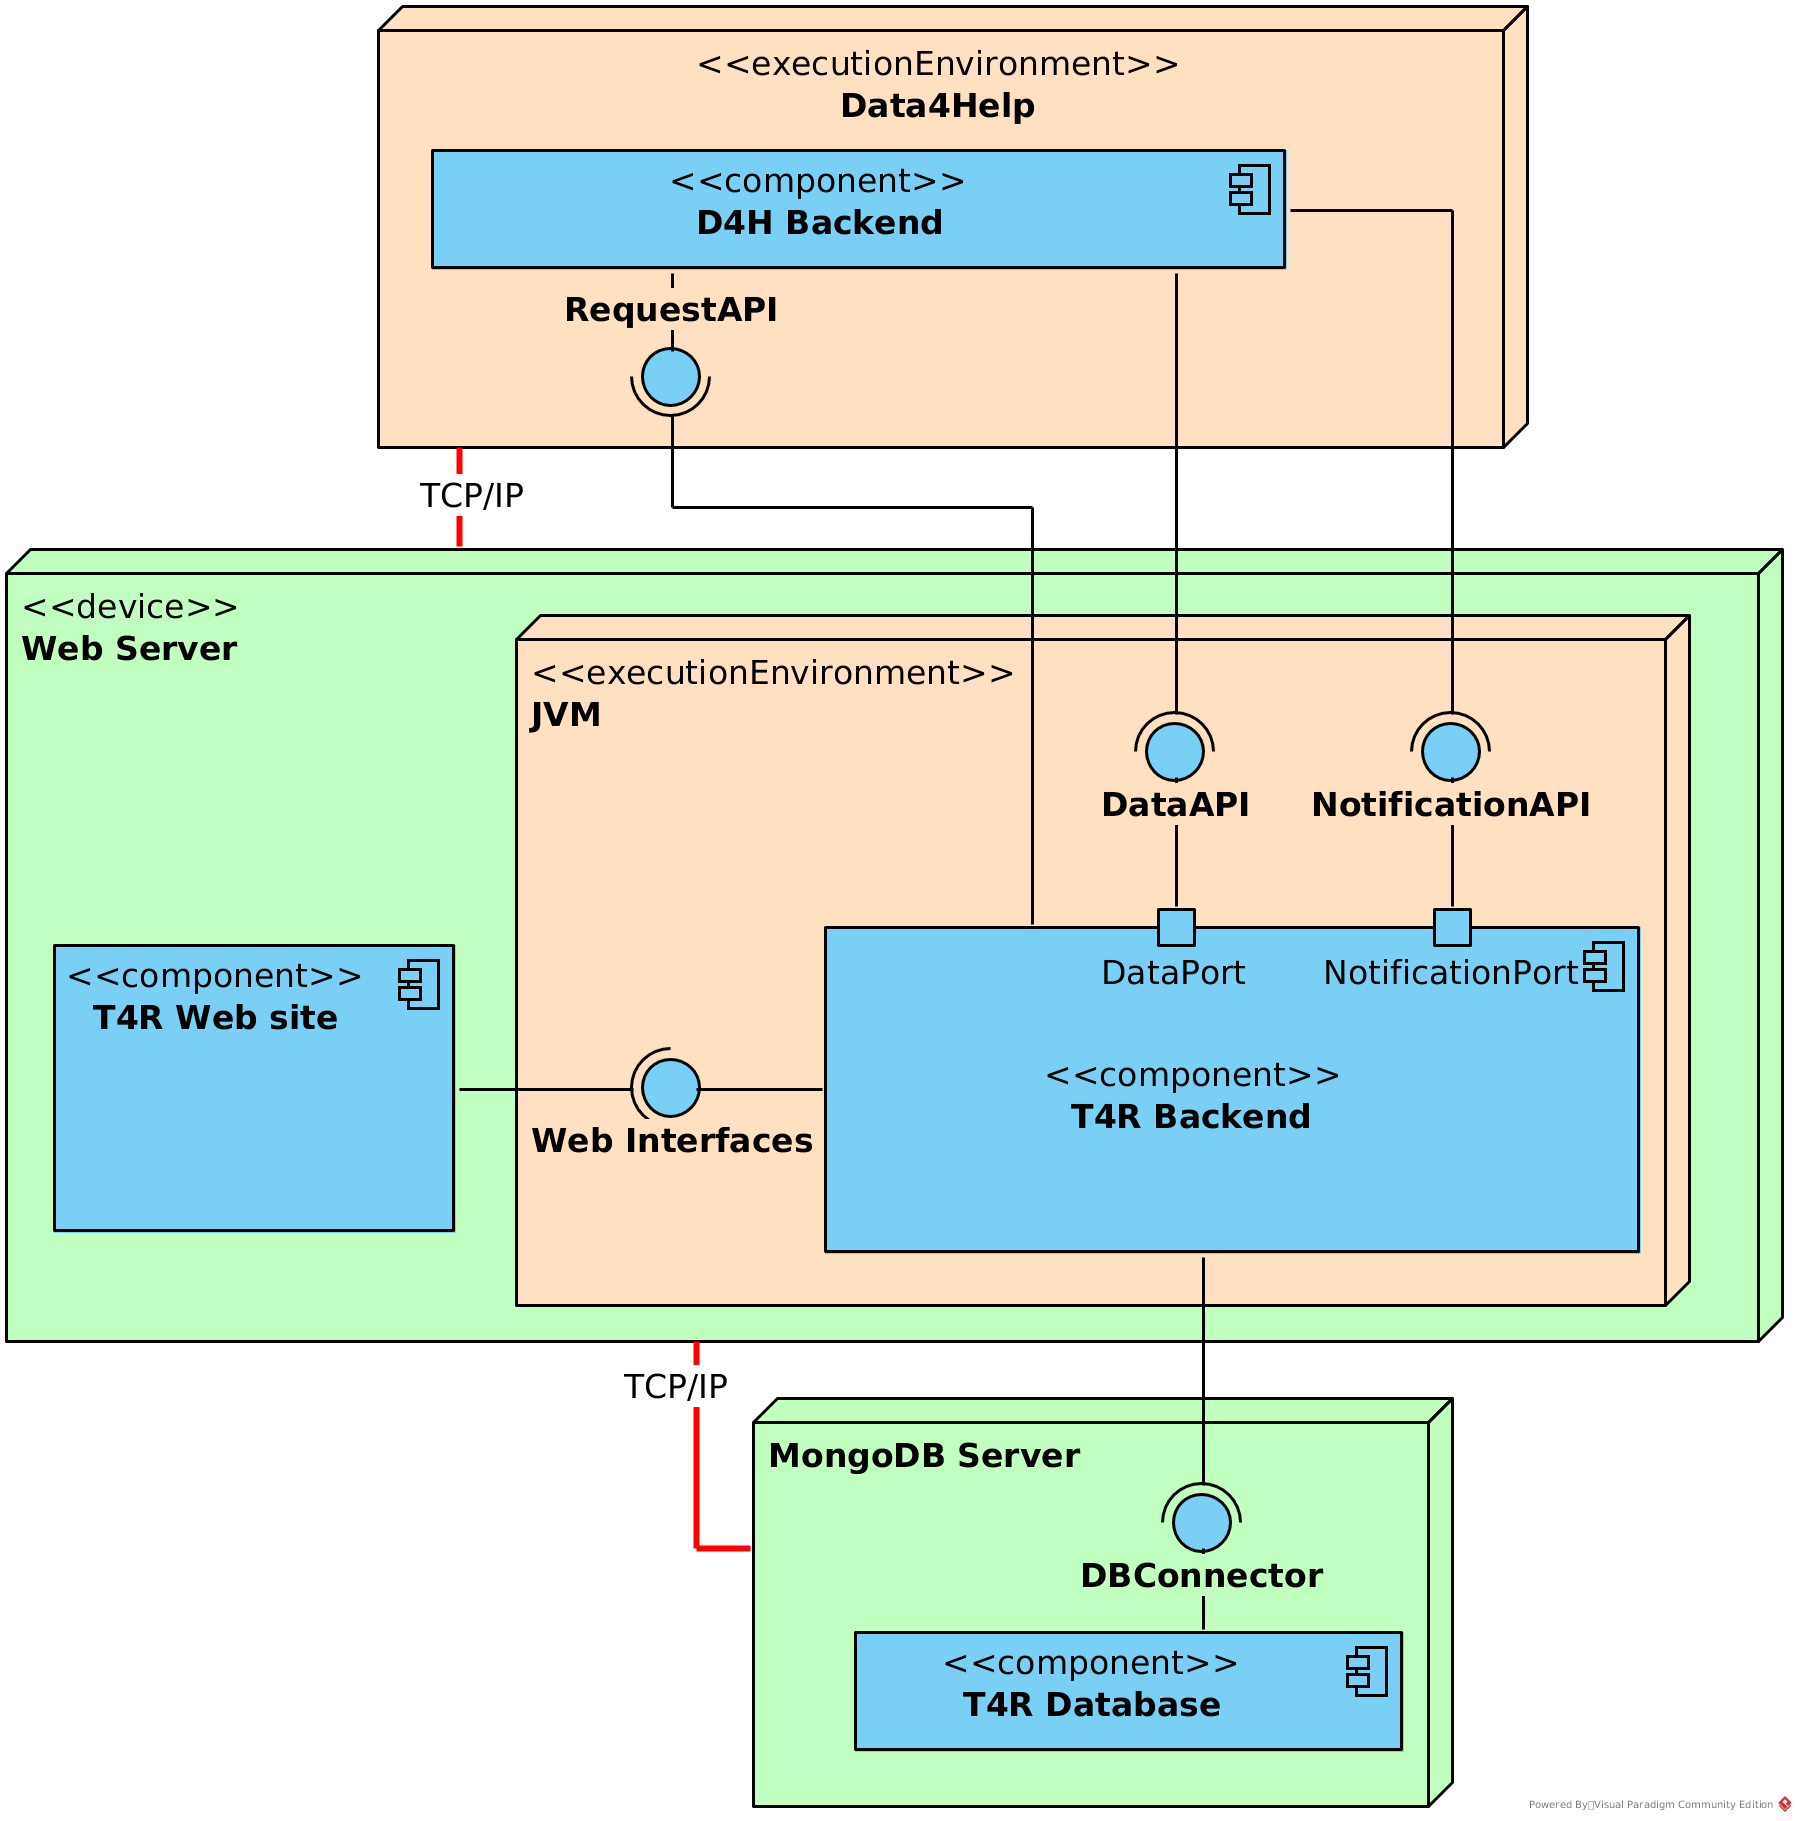 <<executionEnvironment>>
Data4Help
<<component>>
D4H Backend
RequestAPI
TCP/IP
<<device>>
Web Server
<<executionEnvironment>>
JVM
DataAPI
NotificationAPI
DataPort
NotificationPort
<<component>>
T4R Web site
<<component>>
T4R Backend
Web Interfaces
TCP/IP
MongoDB Server
DBConnector
<<component>>
T4R Database
Powered By▯Visual Paradigm Community Edition